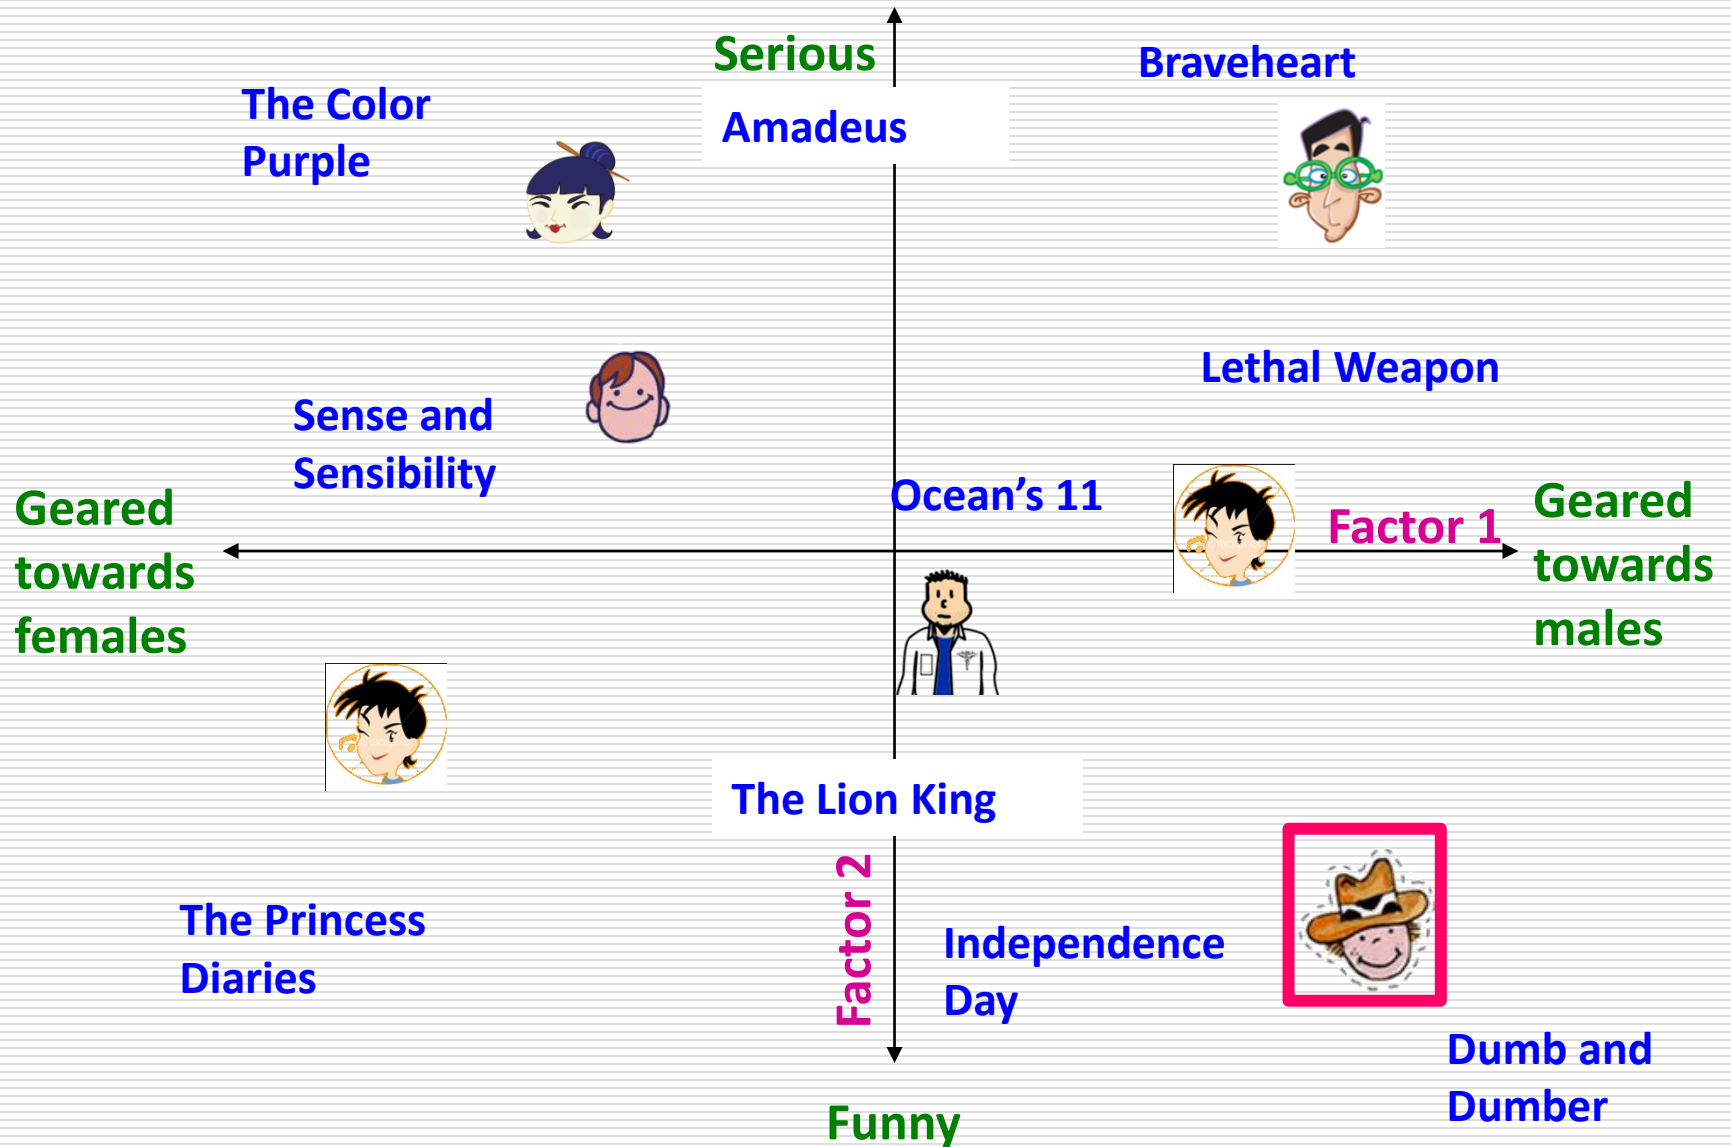 Serious
Braveheart
The Color
Purple
Amadeus
Lethal Weapon
Sense and
Sensibility
Ocean's 11
Factor 1
Geared
towards
females
Geared
towards
males
The Lion King
Factor 2
The Princess
Diaries
Independence
Day
Dumb and
Dumber
Funny